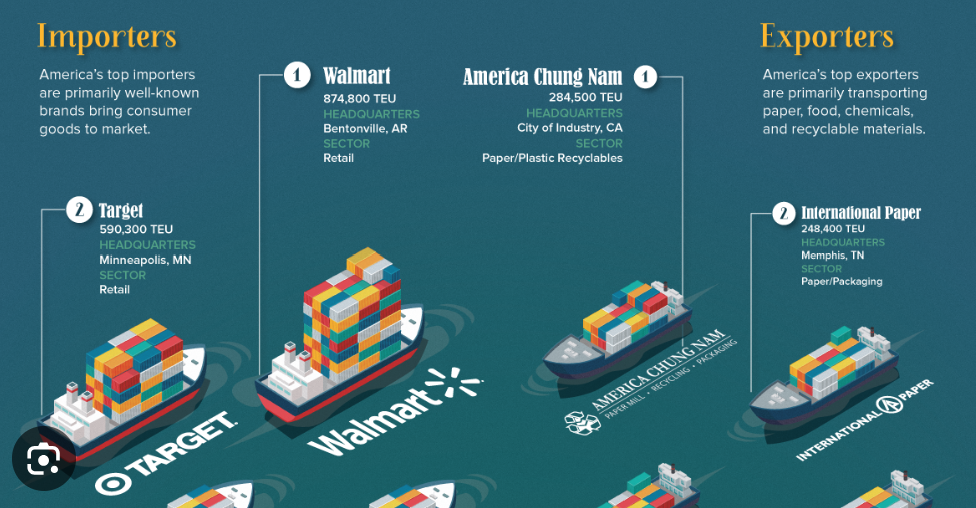 Importers
America's top importers
are primarily well-known
brands bring consumer
goods to market.
1 Walmart
874,800 TEU
HEADQUARTERS
Bentonville, AR
SECTOR
Retail
America Chung Nam 1
284,500 TEU
HEADQUARTERS
City of Industry, CA
SECTOR
Paper/Plastic Recyclables
Exporters
America's top exporters
are primarily transporting
paper, food, chemicals,
and recyclable materials.
2 Target
590,300 TEU
HEADQUARTERS
Minneapolis, MN
SECTOR
Retail
2 International Paper
248,400 TEU
HEADQUARTERS
Memphis, TN
SECTOR
Paper/Packaging
TARGET.
Walmart
AMERICA CHUNG NAM
PAPER MILL • RECYCLING • PACKAGING
INTERNATIONAL PAPER